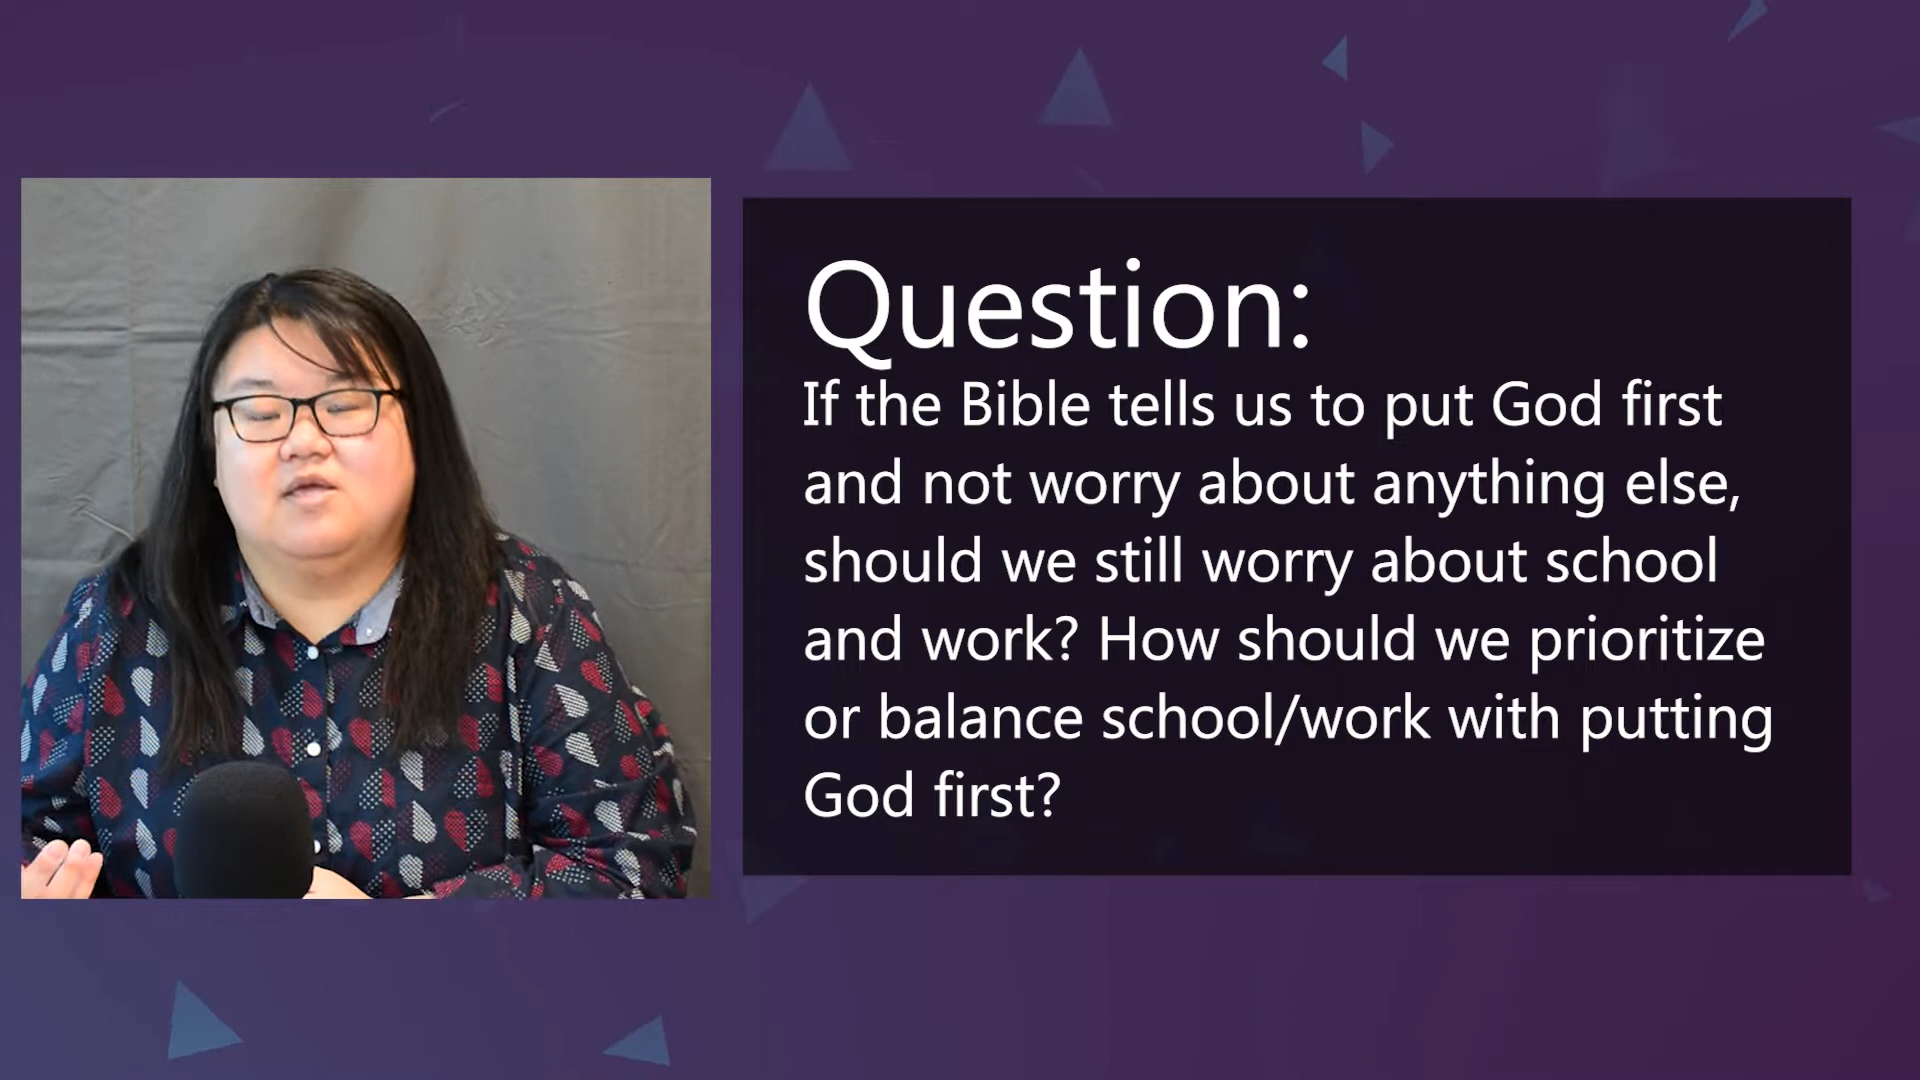 Question:
If the Bible tells us to put God first
and not worry about anything else,
should we still worry about school
and work? How should we prioritize
or balance school/work with putting
God first?